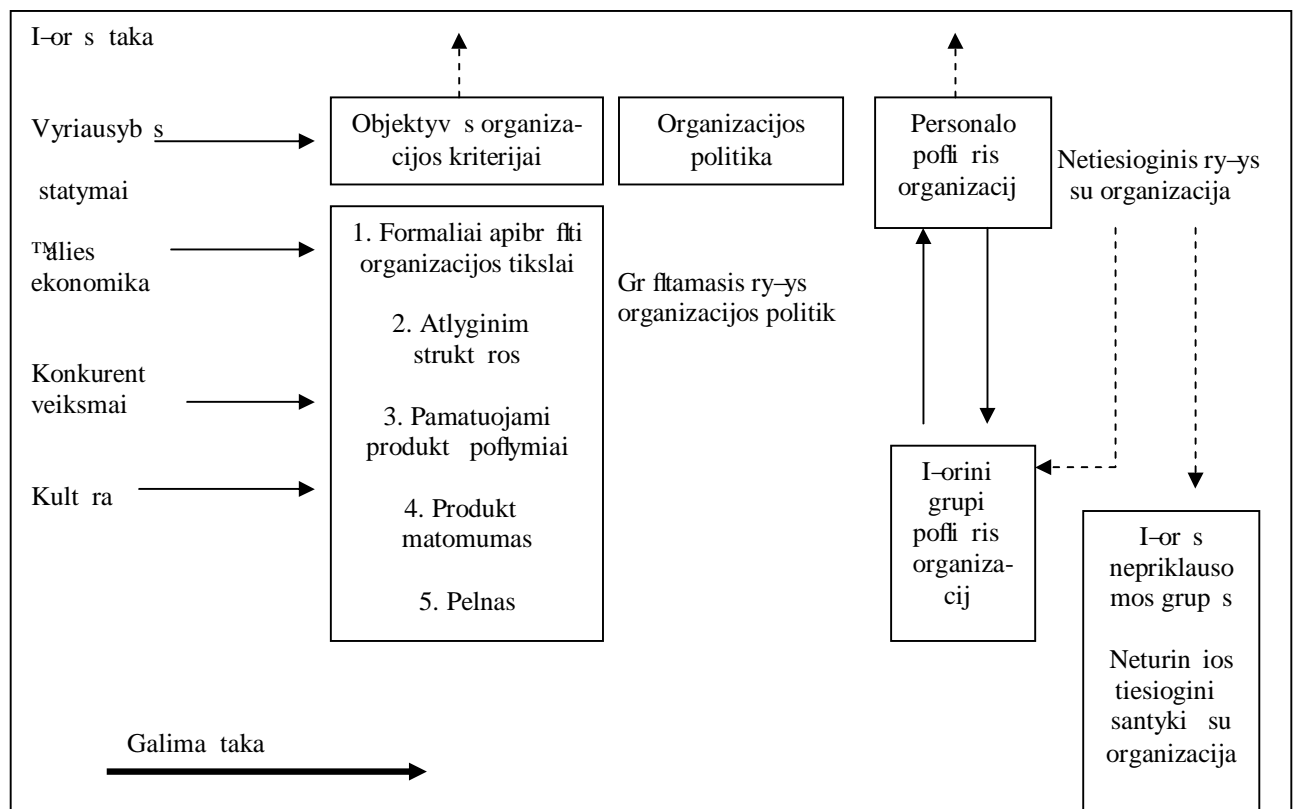 I–or s taka
Vyriausyb s
statymai
™alies
ekonomika
Konkurent
veiksmai
Kult ra
Objektyv s organiza-
cijos kriterijai
1. Formaliai apibr flti
organizacijos tikslai
2. Atlyginim
strukt ros
3. Pamatuojami
produkt poflymiai
4. Produkt
matomumas
5. Pelnas
Organizacijos
politika
Gr fltamasis ry–ys
organizacijos politik
Personalo
pofli ris
organizacij
Netiesioginis ry–ys
su organizacija
I–orini
grupi
pofli ris
organiza-
cij
I–or s
nepriklauso
mos grup s
Neturin ios
tiesiogini
santyki su
organizacija
Galima taka